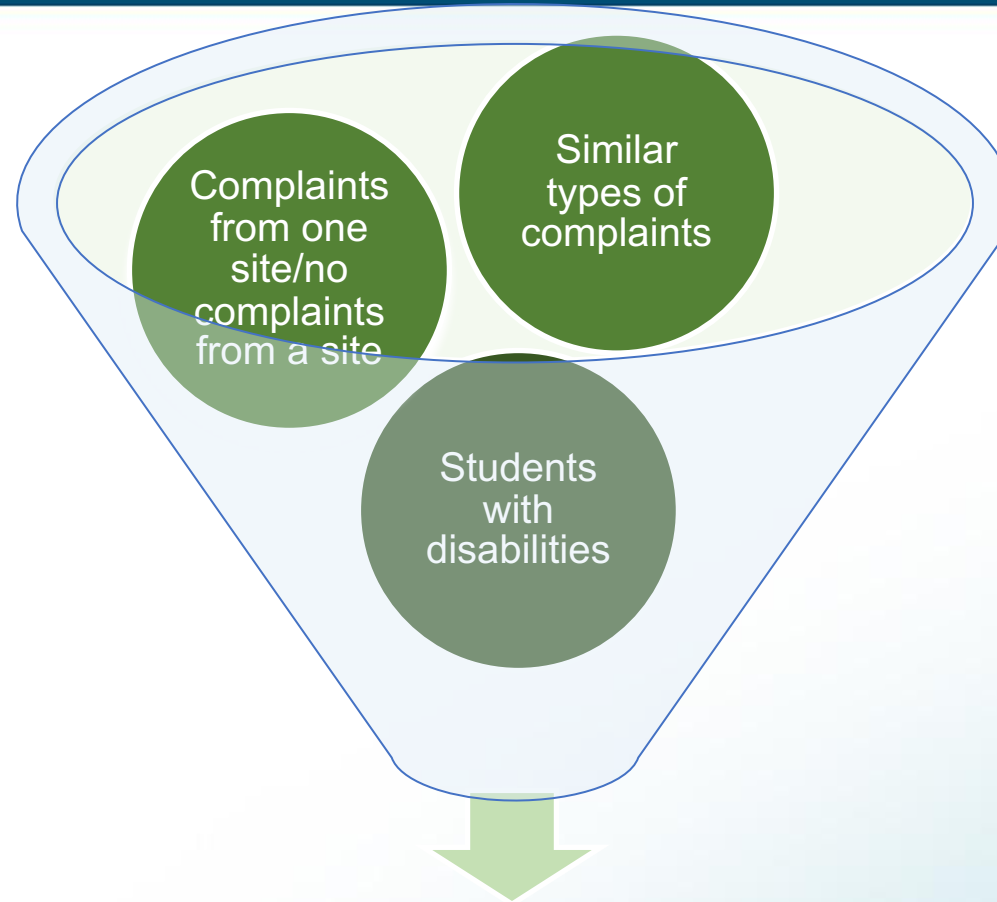 Complaints
from one
site/no
complaints
from a site
Similar
types of
complaints
Students
with
disabilities